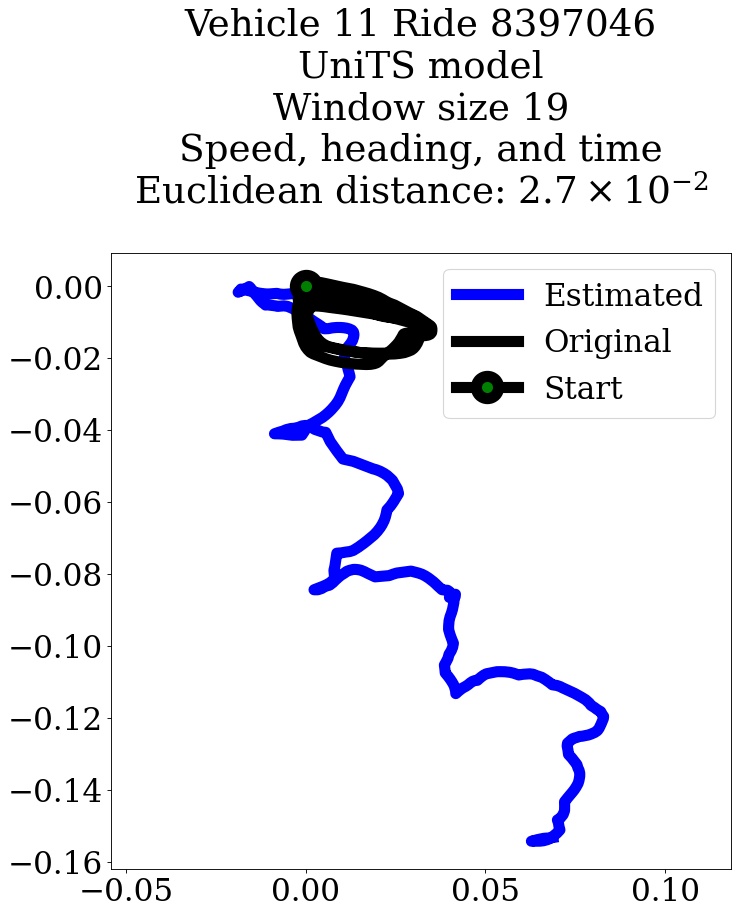 Vehicle 11 Ride 8397046
UniTS model
Window size 19
Speed, heading, and time
Euclidean distance: 2.7 × 10⁻²
Estimated
Original
Start
0.00
−0.02
−0.04
−0.06
−0.08
−0.10
−0.12
−0.14
−0.16
−0.05 0.00 0.05 0.10